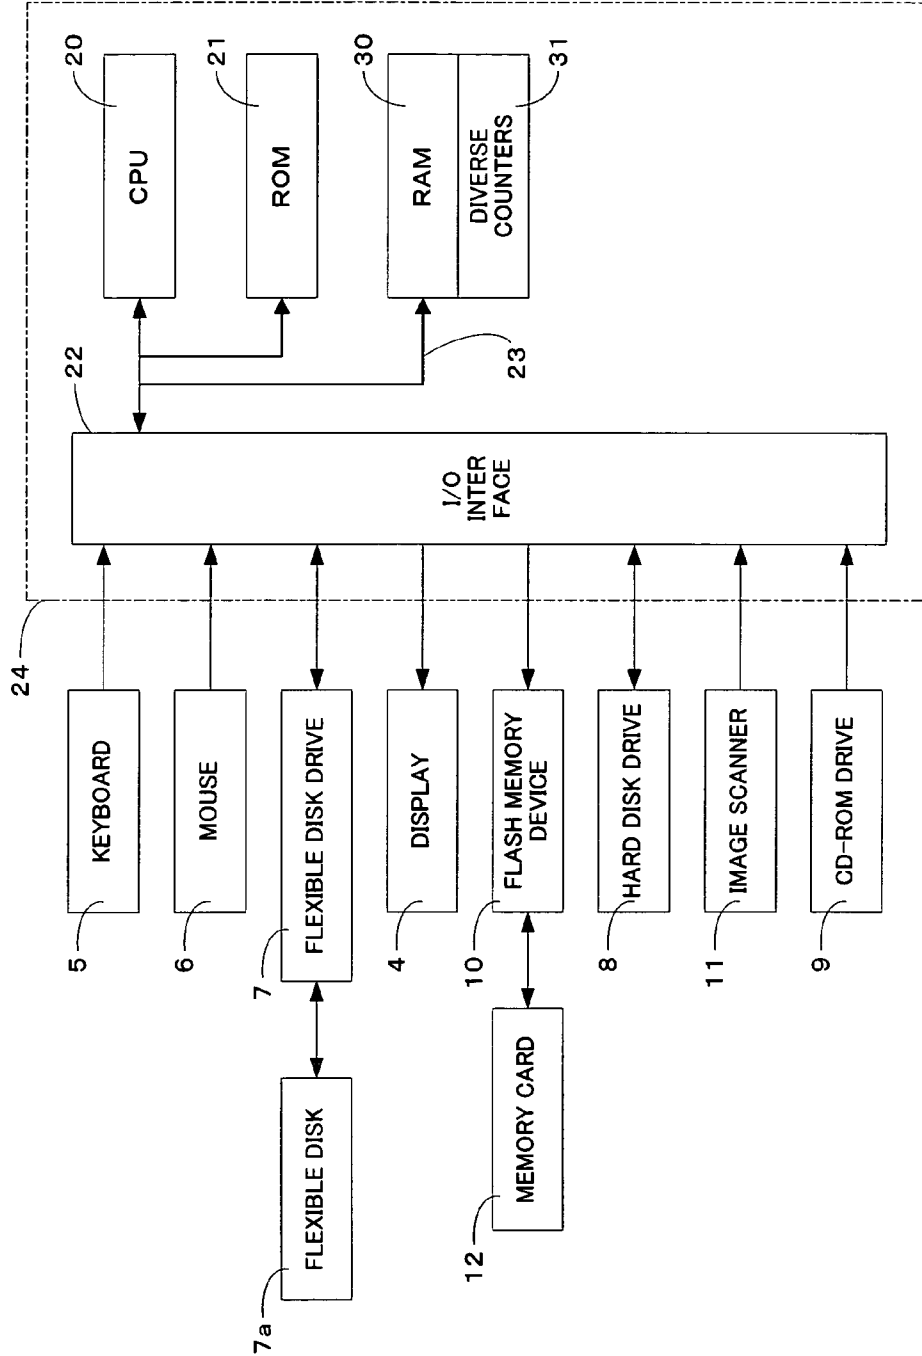 24
22
20
CPU
21
ROM
30
RAM
31
DIVERSE
COUNTERS
23
I/O
INTER
FACE
5
KEYBOARD
6
MOUSE
7a
FLEXIBLE DISK
7
FLEXIBLE DISK DRIVE
4
DISPLAY
12
MEMORY CARD
10
FLASH MEMORY
DEVICE
8
HARD DISK DRIVE
11
IMAGE SCANNER
9
CD-ROM DRIVE